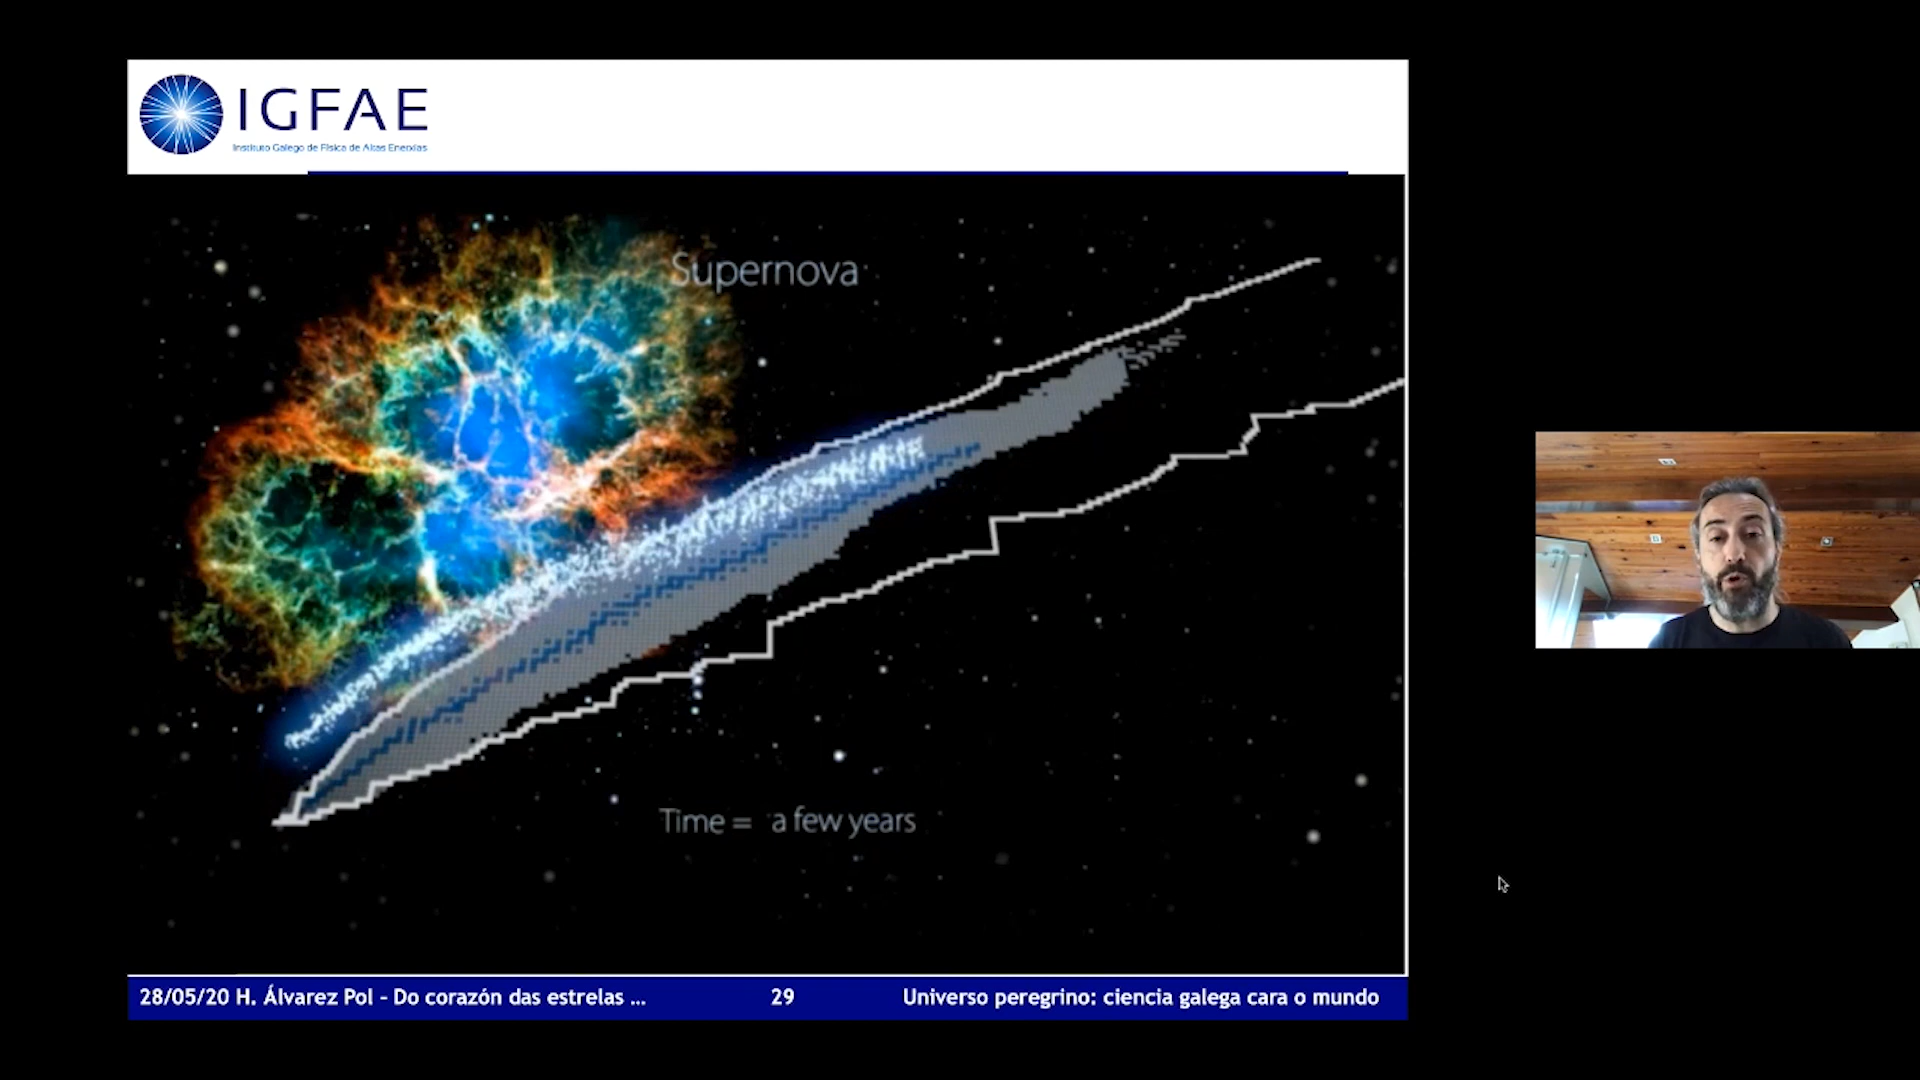 IGFAE
Instituto Galego de Física de Altas Enerxías
Supernova
Time = a few years
28/05/20 H. Álvarez Pol - Do corazón das estrelas ...
29
Universo peregrino: ciencia galega cara o mundo